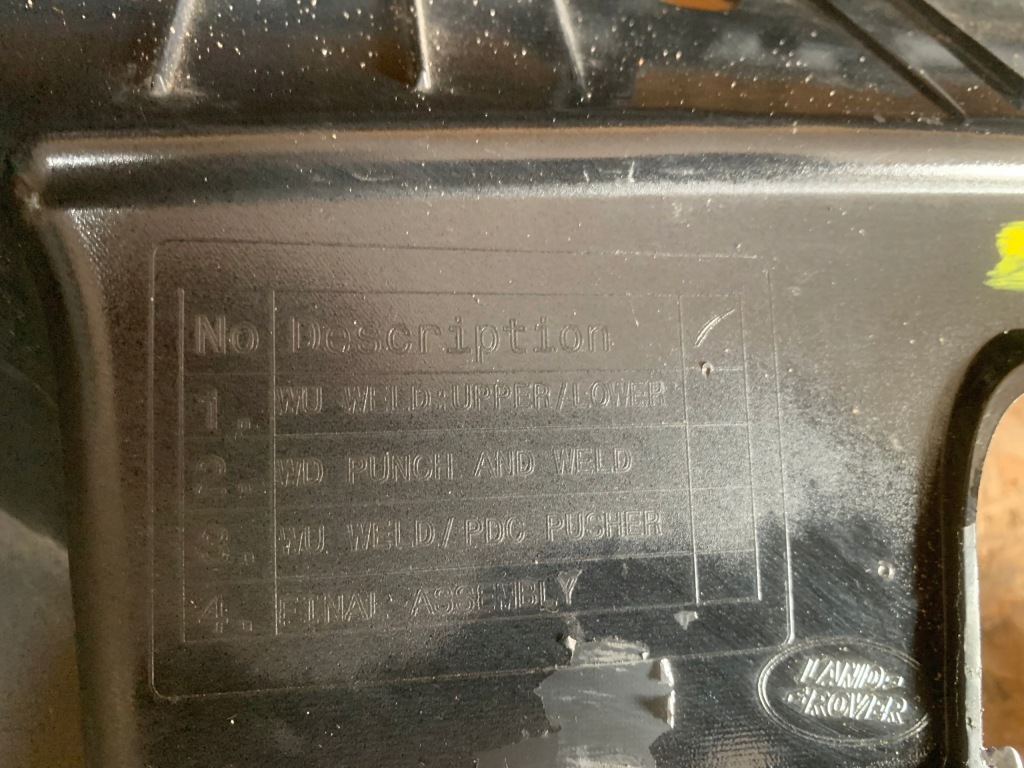 No Description ✓
1. WU WELD:UPPER/LOWER
2. WD PUNCH AND WELD
3. WU WELD/PDC PUSHER
4. FINAL ASSEMBLY
LAND-
ROVER